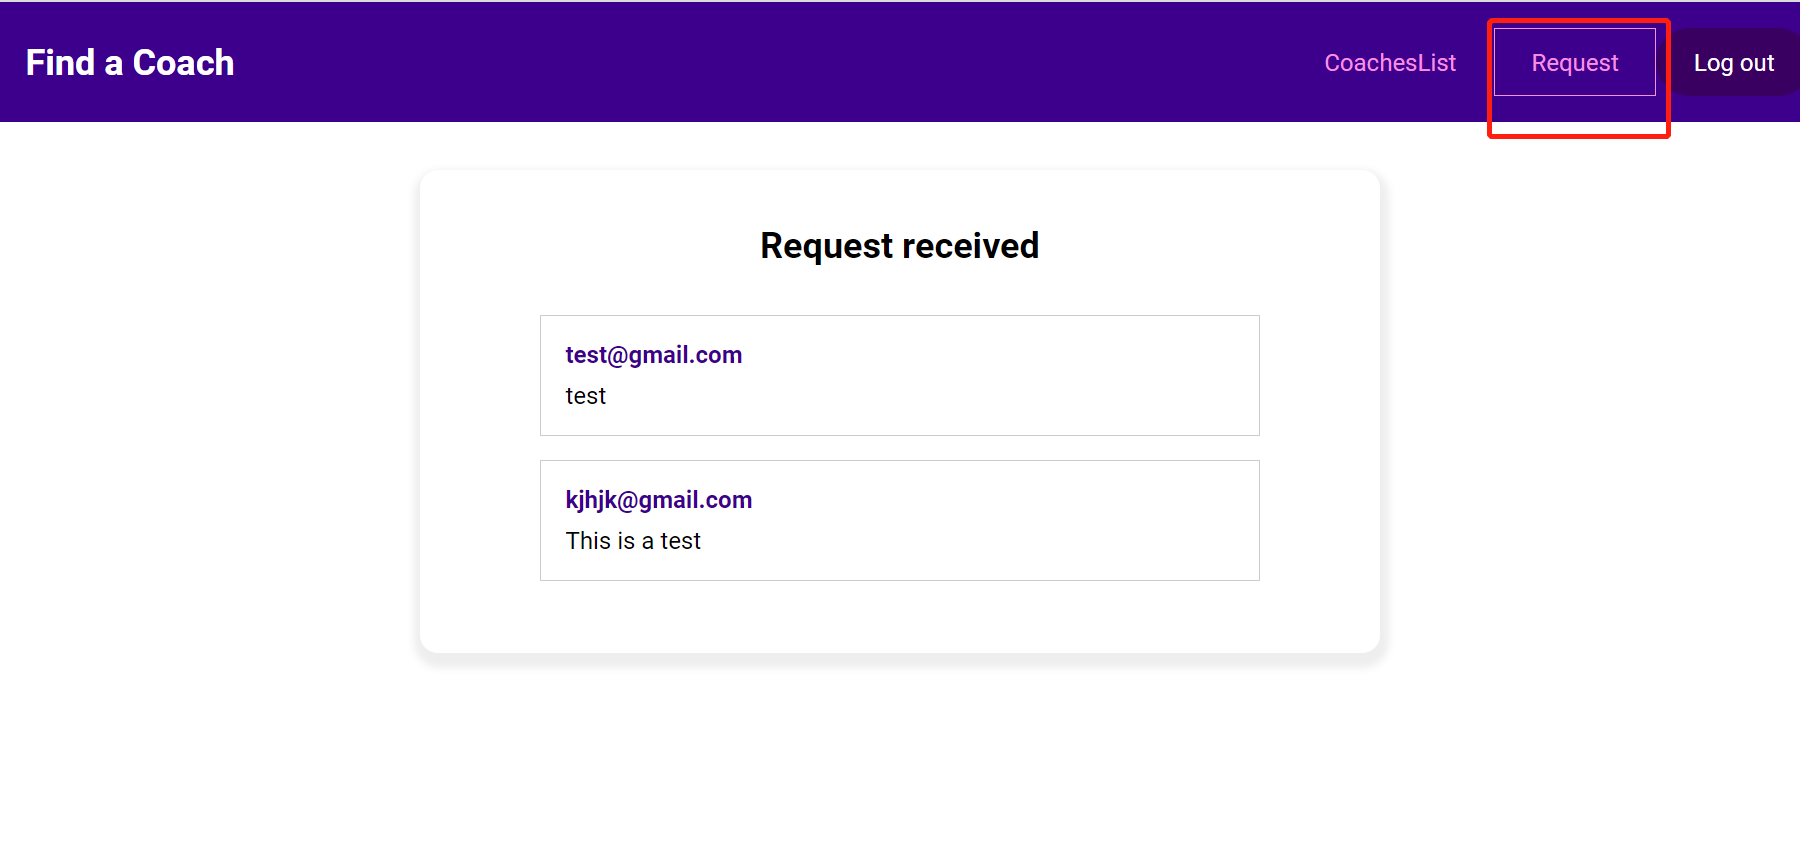 Find a Coach
CoachesList
Request
Log out
Request received
test@gmail.com
test
kjhjk@gmail.com
This is a test